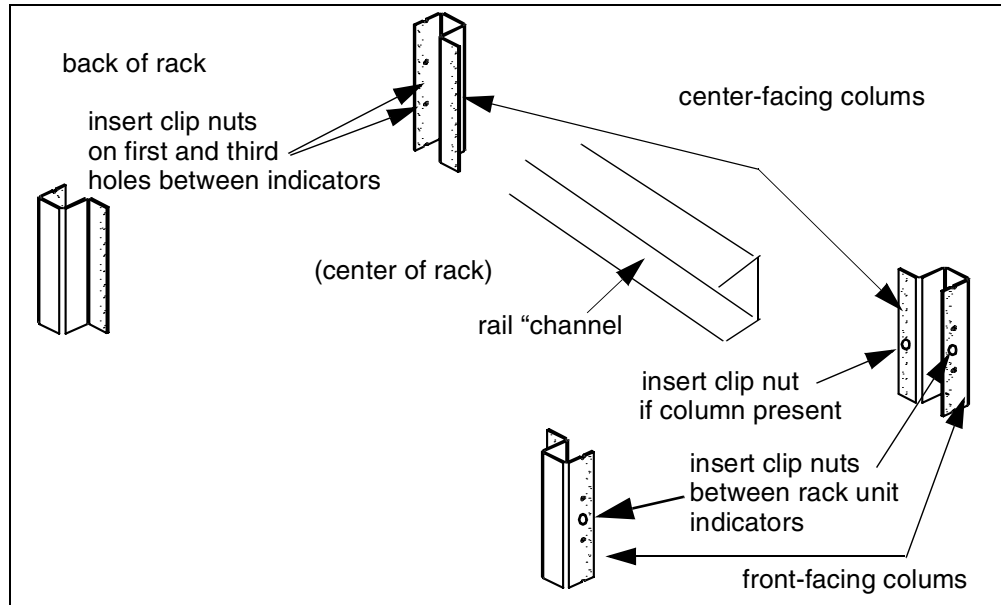 back of rack
center-facing colums
insert clip nuts
on first and third
holes between indicators
(center of rack)
rail “channel
insert clip nut
if column present
insert clip nuts
between rack unit
indicators
front-facing colums